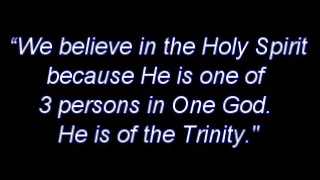 “We believe in the Holy Spirit
because He is one of
3 persons in One God.
He is of the Trinity."